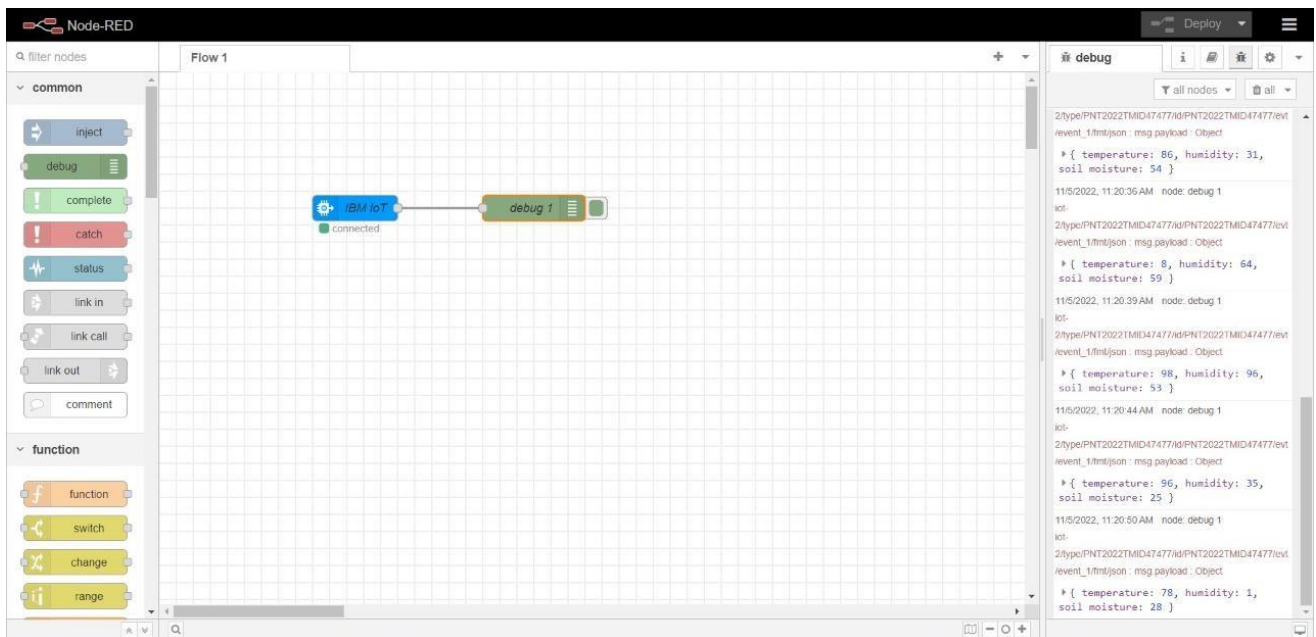 Node-RED
Deploy
filter nodes
common
inject
debug
complete
catch
status
link in
link call
link out
comment
function
function
switch
change
range
Flow 1
IBM IoT
connected
debug 1
debug
i
all nodes
all
2/type/PNT2022TMID47477/id/PNT2022TMID47477/evt
/event_1/fmt/json : msg.payload : Object
{ temperature: 86, humidity: 31,
soil moisture: 54 }
11/5/2022, 11:20:36 AM node: debug 1
iot-
2/type/PNT2022TMID47477/id/PNT2022TMID47477/evt
/event_1/fmt/json : msg.payload : Object
{ temperature: 8, humidity: 64,
soil moisture: 59 }
11/5/2022, 11:20:39 AM node: debug 1
iot-
2/type/PNT2022TMID47477/id/PNT2022TMID47477/evt
/event_1/fmt/json : msg.payload : Object
{ temperature: 98, humidity: 96,
soil moisture: 53 }
11/5/2022, 11:20:44 AM node: debug 1
iot-
2/type/PNT2022TMID47477/id/PNT2022TMID47477/evt
/event_1/fmt/json : msg.payload : Object
{ temperature: 96, humidity: 35,
soil moisture: 25 }
11/5/2022, 11:20:50 AM node: debug 1
iot-
2/type/PNT2022TMID47477/id/PNT2022TMID47477/evt
/event_1/fmt/json : msg.payload : Object
{ temperature: 78, humidity: 1,
soil moisture: 28 }